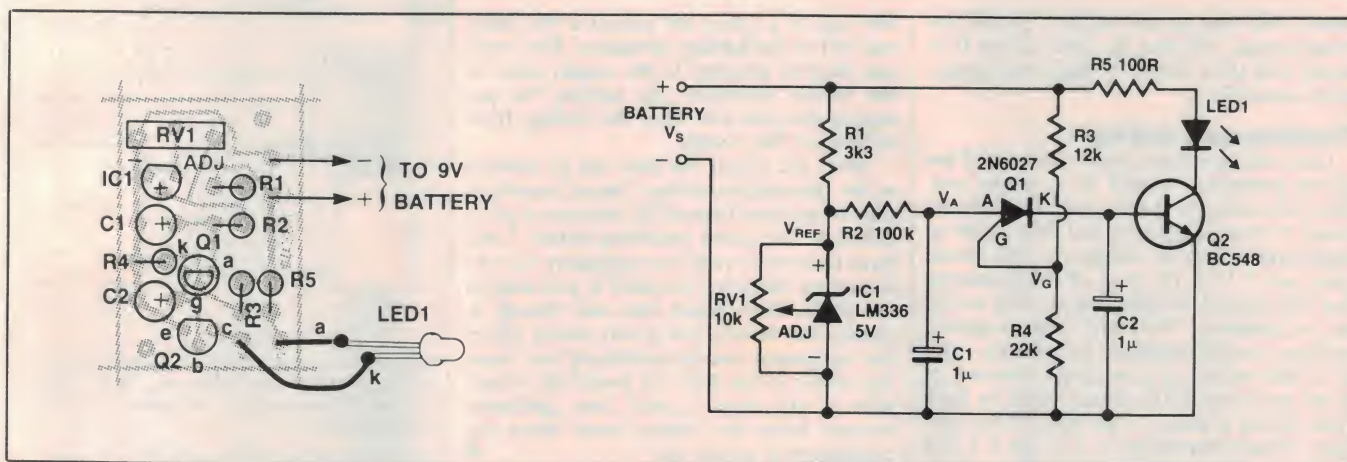 RV1
ADJ
−
IC1
+
C1
+
R4
k
Q1
a
g
C2
+
e
c
b
Q2
R1
R2
R3
R5
− } TO 9V
+ } BATTERY
LED1
a
k
+
BATTERY
VS
−
R1
3k3
VREF
R2 100k
RV1
10k
ADJ
+
IC1
LM336
5V
−
VA
+
C1
1μ
2N6027
Q1
A
K
G
VG
R3
12k
R4
22k
+
C2
1μ
R5 100R
LED1
Q2
BC548